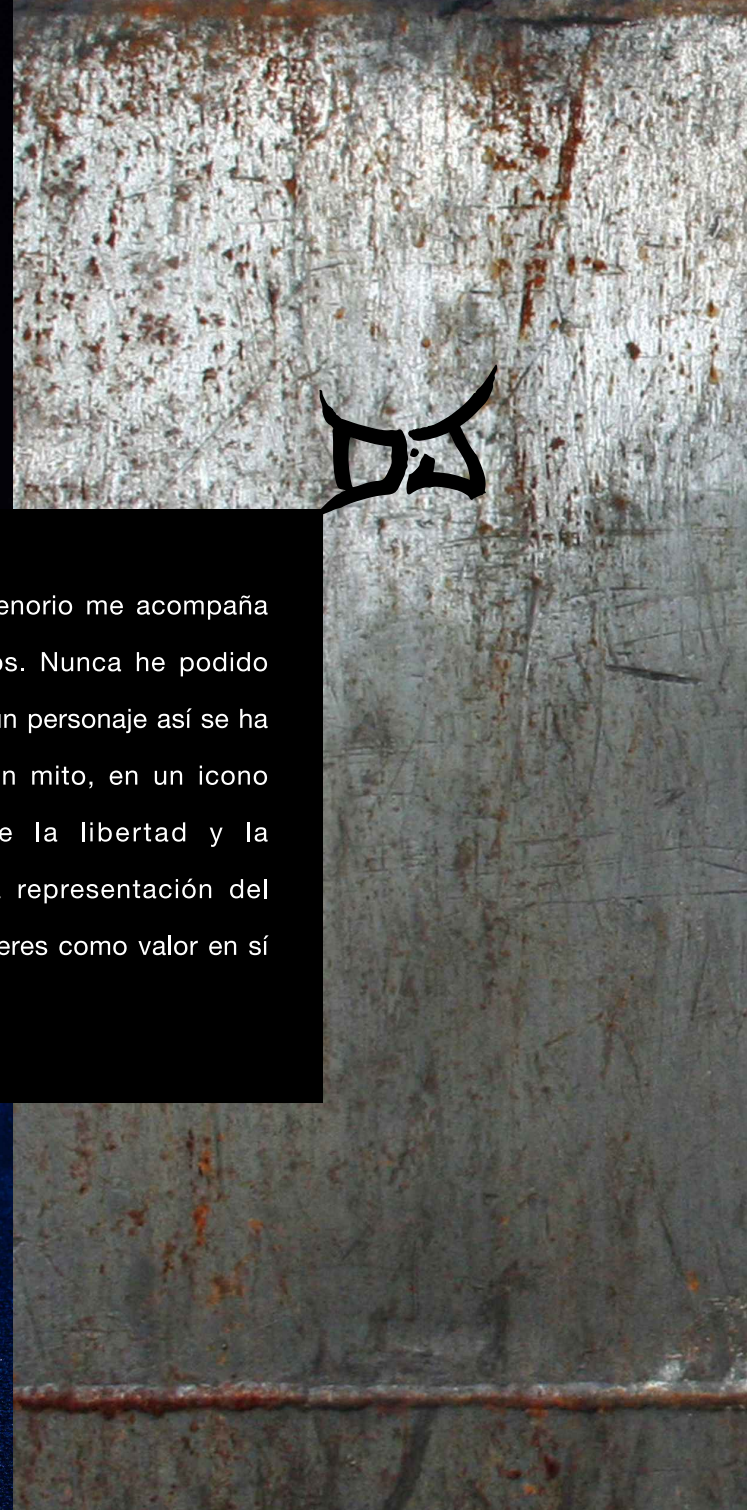 DJ
enorio me acompaña
os. Nunca he podido
un personaje así se ha
n mito, en un icono
e la libertad y la
representación del
eres como valor en sí